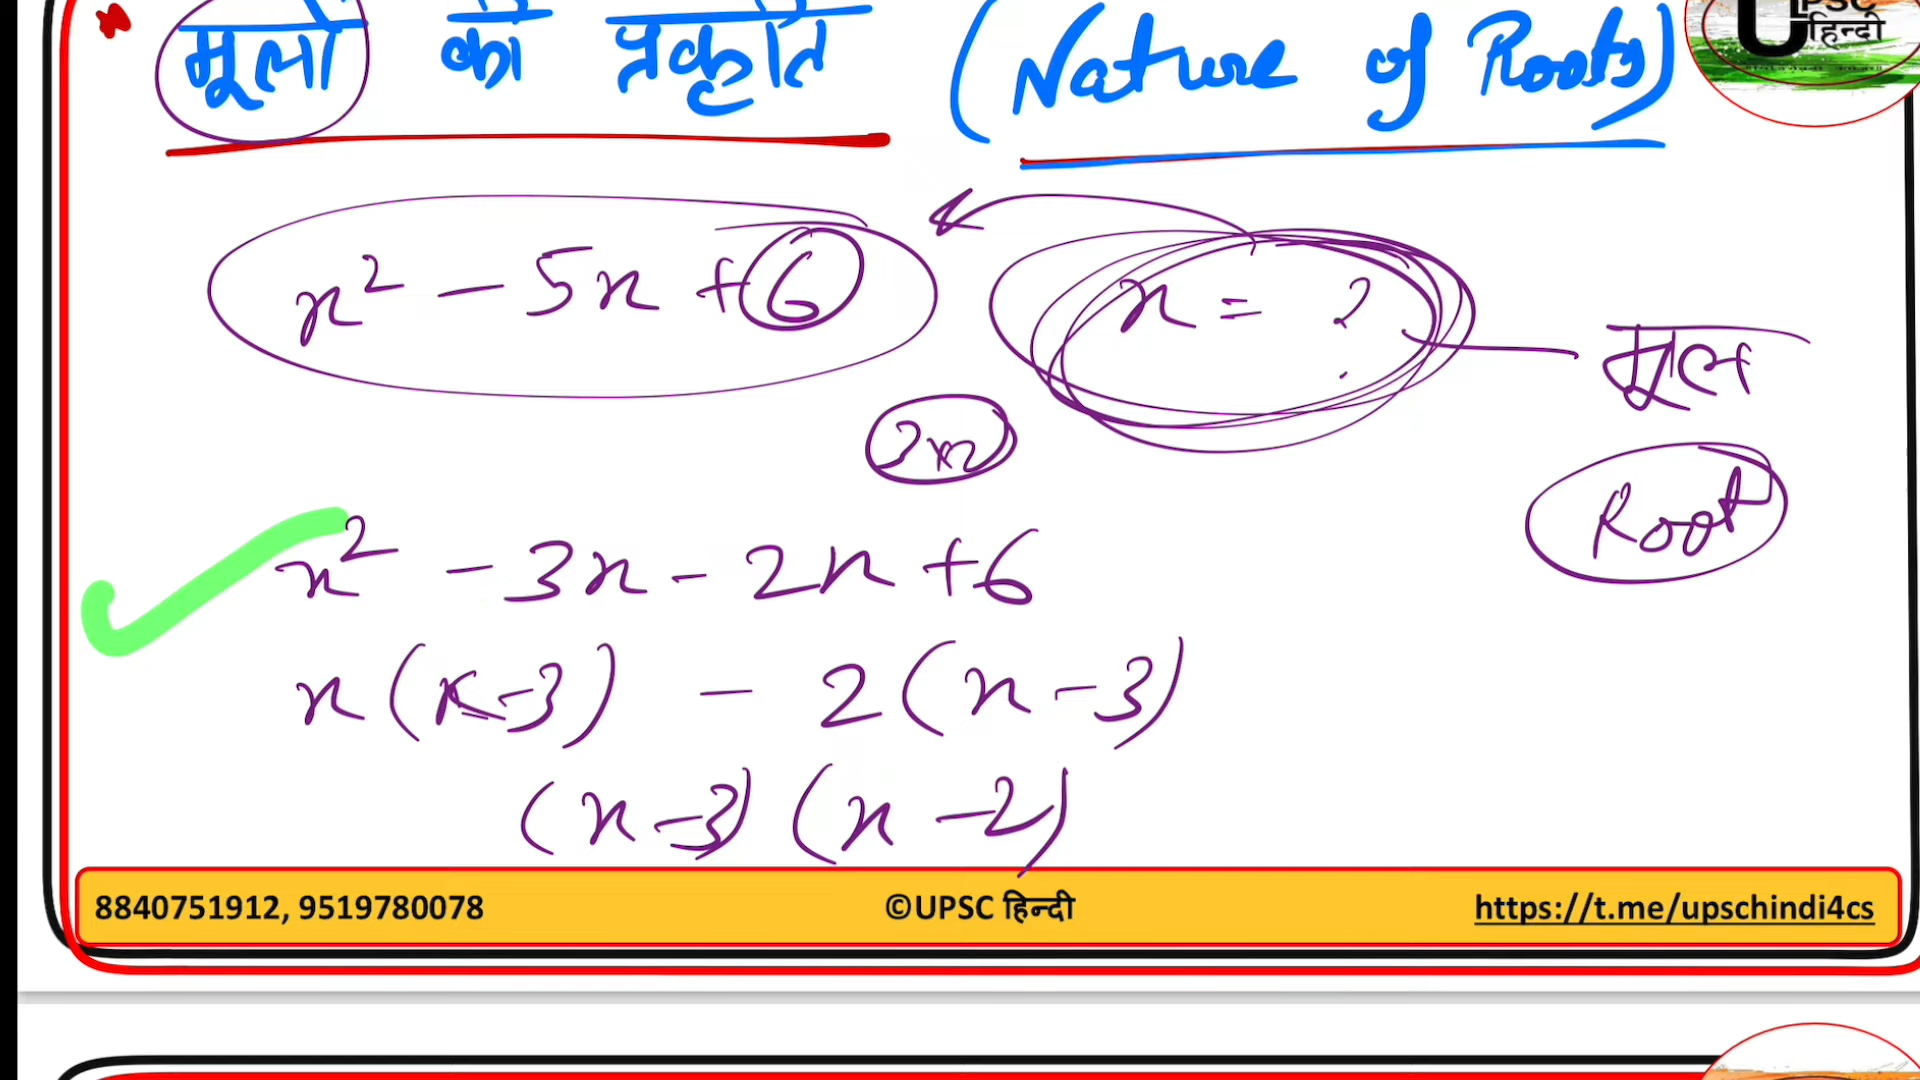 मूलों की प्रकृति (Nature of Roots)
UPSC
हिन्दी
x² - 5x + 6
x = ?
मूल
3x2
Root
x² - 3x - 2x + 6
x(x-3) - 2(x-3)
(x-3)(x-2)
8840751912, 9519780078 ©UPSC हिन्दी https://t.me/upschindi4cs